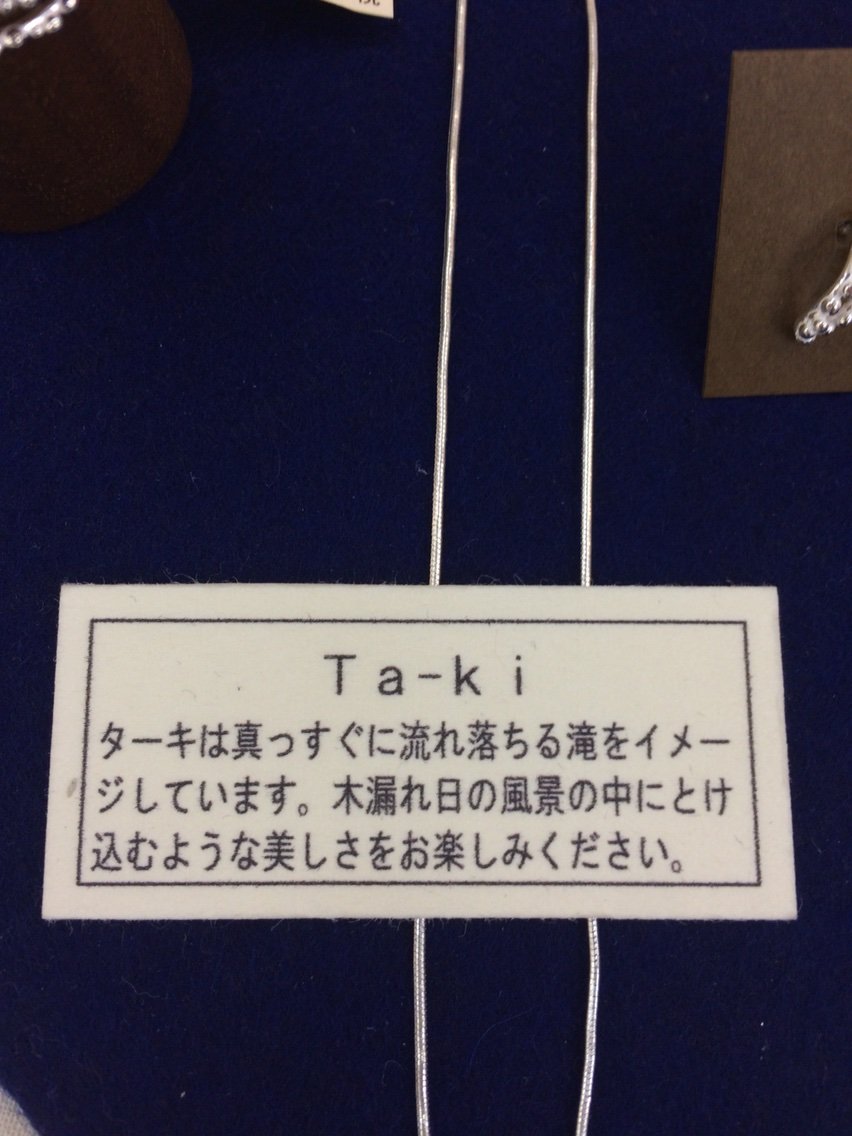 Ta-ki
ターキは真っすぐに流れ落ちる滝をイメー
ジしています。木漏れ日の風景の中にとけ
込むような美しさをお楽しみください。